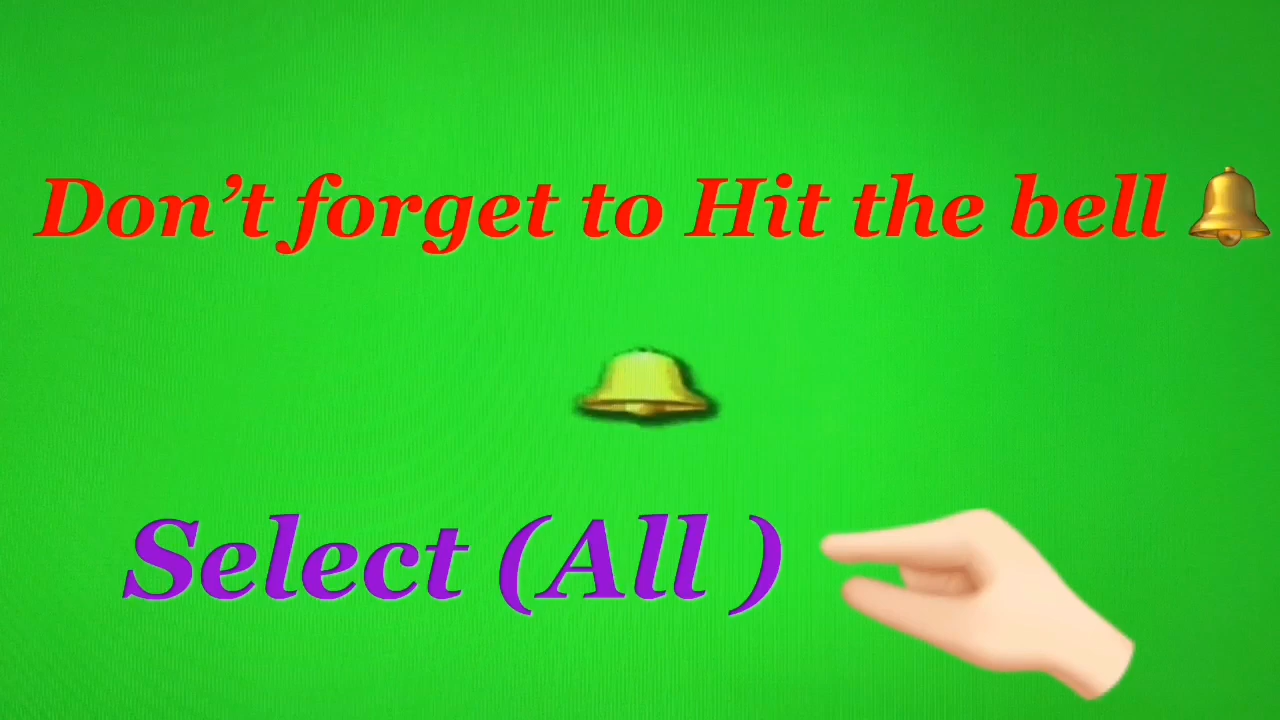 Don’t forget to Hit the bell 🔔
Select (All )